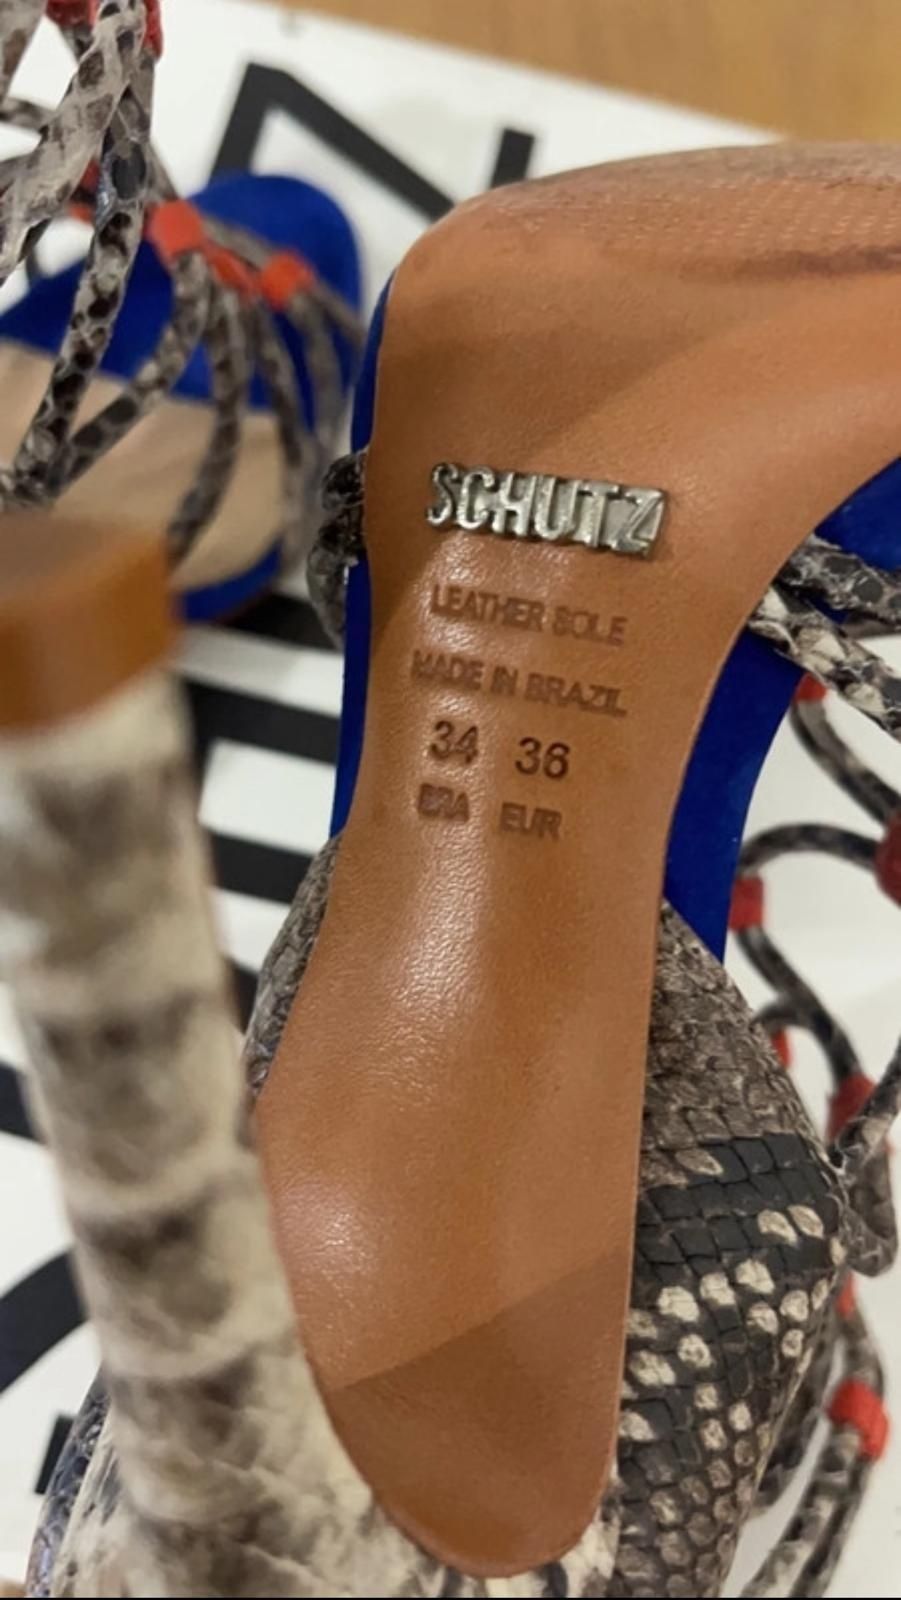 SCHUTZ
LEATHER SOLE
MADE IN BRAZIL
34 36
BRA EUR